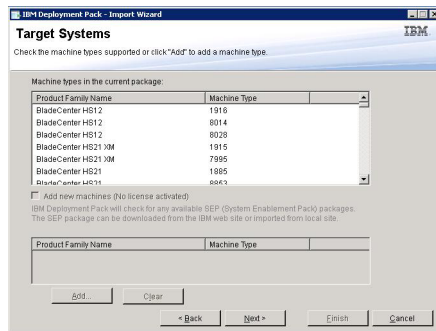 IBM Deployment Pack - Import Wizard
Target Systems
IBM
Check the machine types supported or click "Add" to add a machine type.
Machine types in the current package:
Product Family Name Machine Type
BladeCenter HS12 1916
BladeCenter HS12 8014
BladeCenter HS12 8028
BladeCenter HS21 XM 1915
BladeCenter HS21 XM 7995
BladeCenter HS21 1885
BladeCenter HS21 8853
Add new machines (No license activated)
IBM Deployment Pack will check for any available SEP (System Enablement Pack) packages.
The SEP package can be downloaded from the IBM web site or imported from local site.
Product Family Name Machine Type
Add... Clear
< Back Next > Finish Cancel